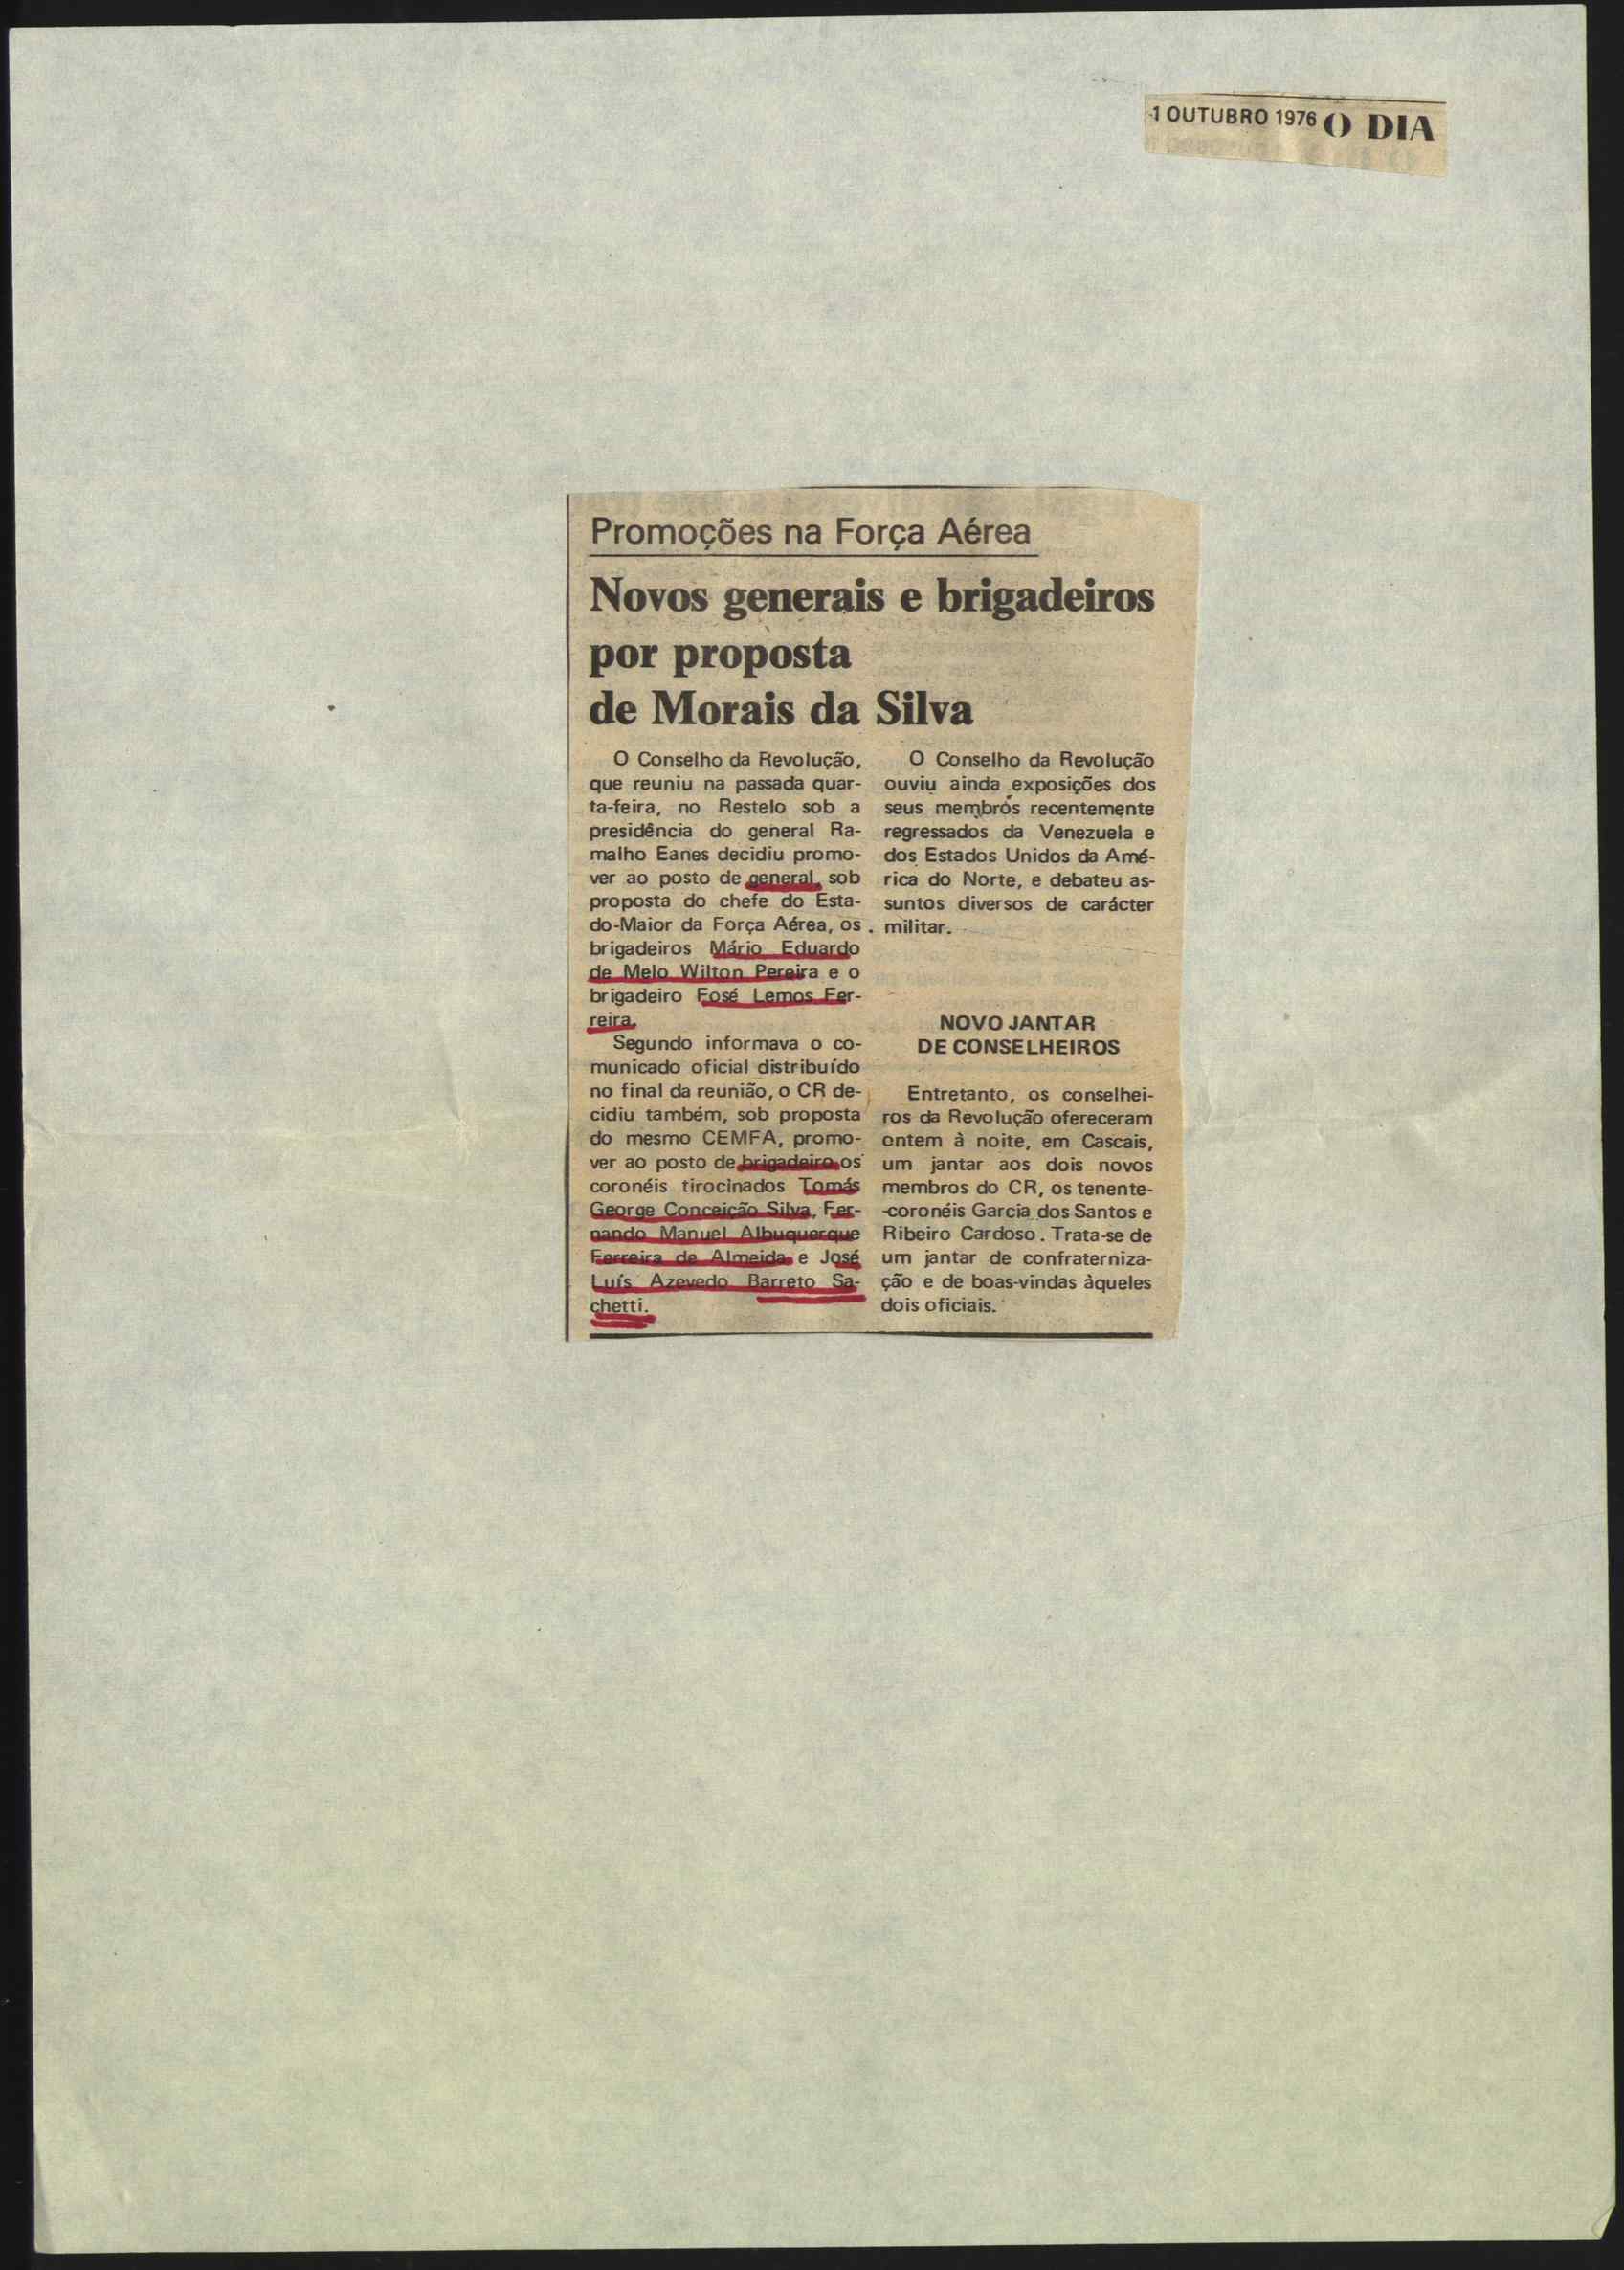 1 OUTUBRO 1976 O DIA
Promoções na Força Aérea
Novos generais e brigadeiros
por proposta
de Morais da Silva
O Conselho da Revolução,
que reuniu na passada quar-
ta-feira, no Restelo sob a
presidência do general Ra-
malho Eanes decidiu promo-
ver ao posto de general, sob
proposta do chefe do Esta-
do-Maior da Força Aérea, os
brigadeiros Mário Eduardo
de Melo Wilton Pereira e o
brigadeiro Fosé Lemos Fer-
reira.
Segundo informava o co-
municado oficial distribuído
no final da reunião, o CR de-
cidiu também, sob proposta
do mesmo CEMFA, promo-
ver ao posto de brigadeiro os
coronéis tirocinados Tomás
George Conceição Silva, Fer-
nando Manuel Albuquerque
Ferreira de Almeida e José
Luís Azevedo Barreto Sa-
chetti.
O Conselho da Revolução
ouviu ainda exposições dos
seus membros recentemente
regressados da Venezuela e
dos Estados Unidos da Amé-
rica do Norte, e debateu as-
suntos diversos de carácter
militar.
NOVO JANTAR
DE CONSELHEIROS
Entretanto, os conselhei-
ros da Revolução ofereceram
ontem à noite, em Cascais,
um jantar aos dois novos
membros do CR, os tenente-
-coronéis Garcia dos Santos e
Ribeiro Cardoso. Trata-se de
um jantar de confraterniza-
ção e de boas-vindas àqueles
dois oficiais.